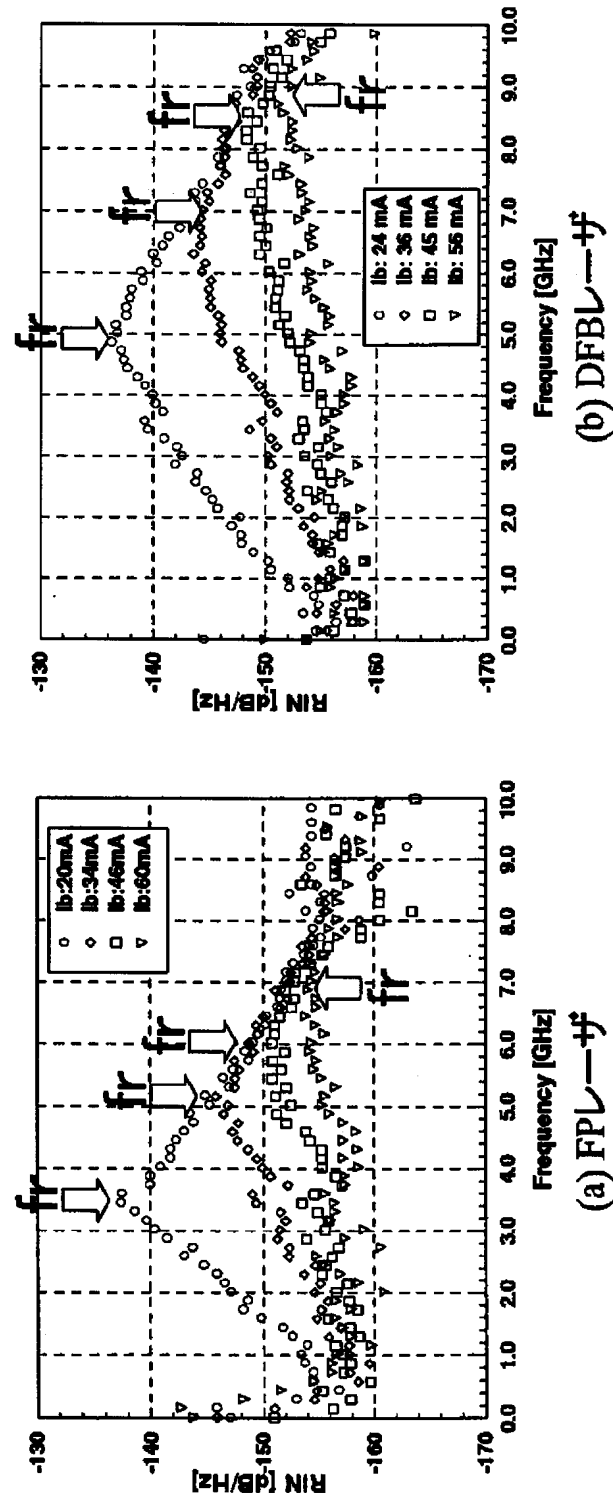 RIN [dB/Hz]
-130
-140
-150
-160
-170
0.0
1.0
2.0
3.0
4.0
5.0
6.0
7.0
8.0
9.0
10.0
Frequency [GHz]
Ib:20mA
Ib:34mA
Ib:46mA
Ib:60mA
fr
fr
fr
fr
(a) FPレーザ
RIN [dB/Hz]
-130
-140
-150
-160
-170
0.0
1.0
2.0
3.0
4.0
5.0
6.0
7.0
8.0
9.0
10.0
Frequency [GHz]
Ib: 24 mA
Ib: 36 mA
Ib: 45 mA
Ib: 56 mA
fr
fr
fr
fr
(b) DFBレーザ